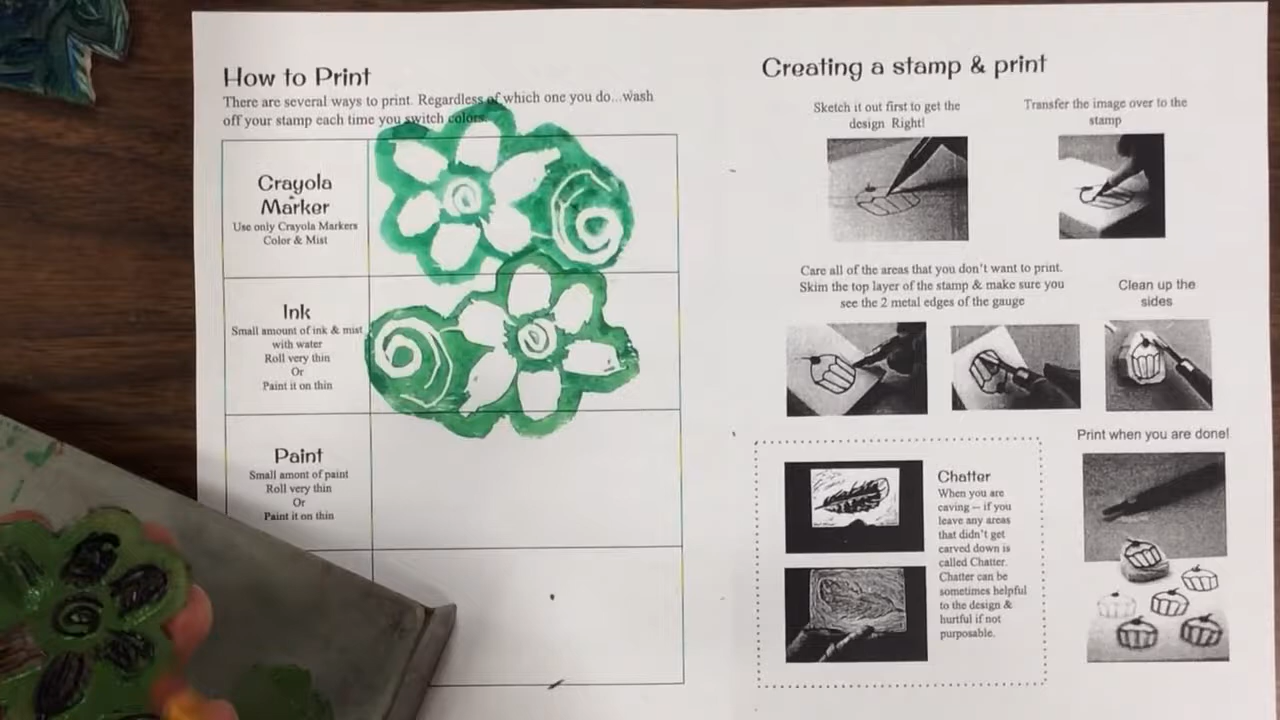 How to Print
There are several ways to print. Regardless of which one you do...wash
off your stamp each time you switch colors.
Crayola
Marker
Use only Crayola Markers
Color & Mist
Ink
Small amount of ink & mist
with water
Roll very thin
Or
Paint it on thin
Paint
Small amont of paint
Roll very thin
Or
Paint it on thin
Creating a stamp & print
Sketch it out first to get the
design Right!
Transfer the image over to the
stamp
Care all of the areas that you don't want to print.
Skim the top layer of the stamp & make sure you
see the 2 metal edges of the gauge
Clean up the
sides
Print when you are done!
Chatter
When you are
caving – if you
leave any areas
that didn't get
carved down is
called Chatter.
Chatter can be
sometimes helpful
to the design &
hurtful if not
purposable.